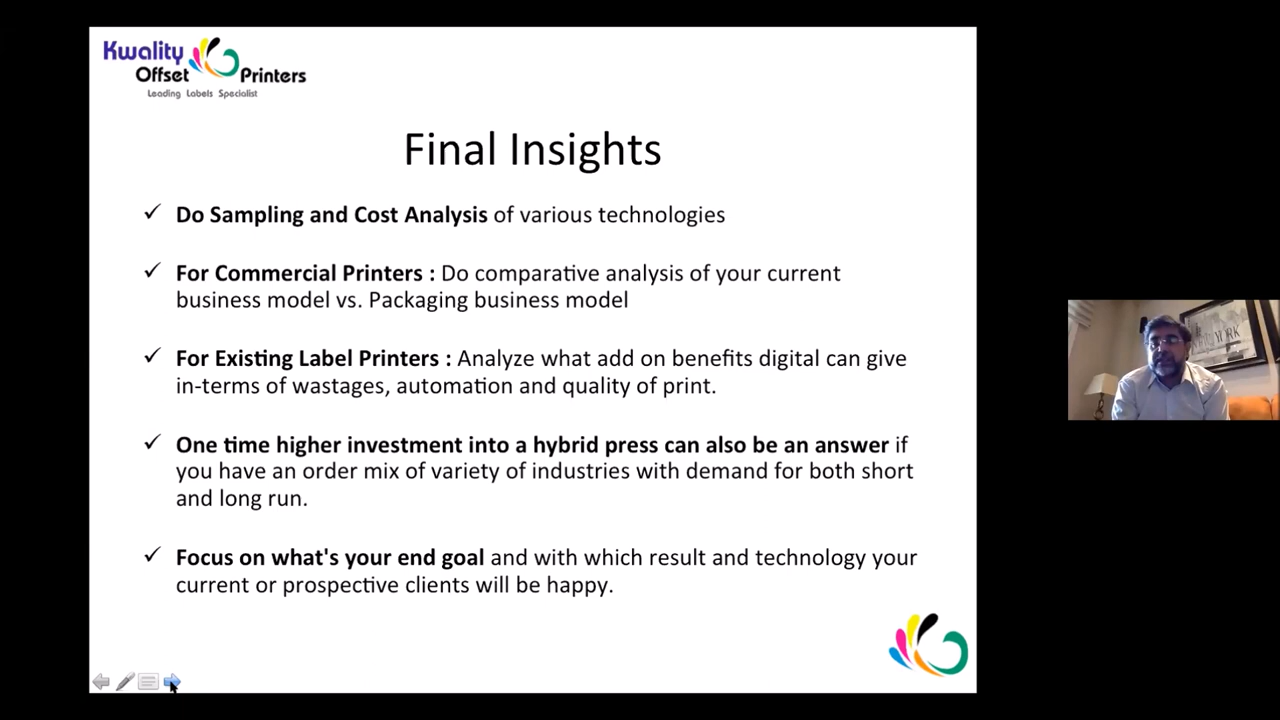 Kwality
Offset Printers
Leading Labels Specialist
Final Insights
✓ Do Sampling and Cost Analysis of various technologies
✓ For Commercial Printers : Do comparative analysis of your current
business model vs. Packaging business model
✓ For Existing Label Printers : Analyze what add on benefits digital can give
in-terms of wastages, automation and quality of print.
✓ One time higher investment into a hybrid press can also be an answer if
you have an order mix of variety of industries with demand for both short
and long run.
✓ Focus on what's your end goal and with which result and technology your
current or prospective clients will be happy.
YORK